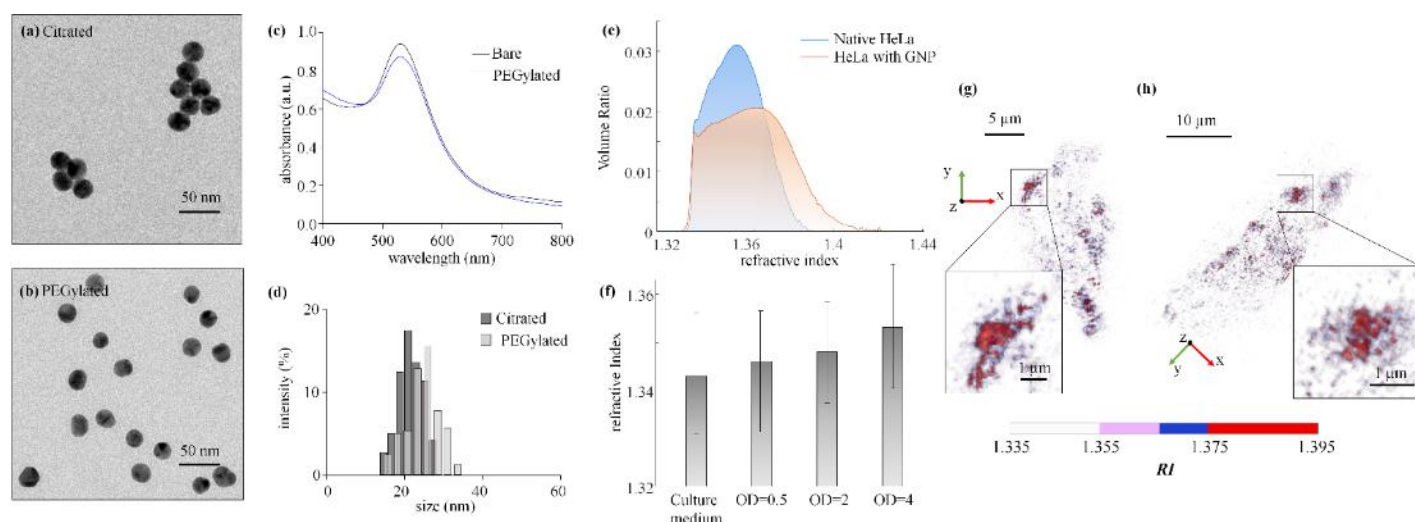 (a) Citrated
50 nm
(b) PEGylated
50 nm
(c)
1.0
0.8
0.6
0.4
0.2
0.0
absorbance (a.u.)
Bare
PEGylated
400
500
600
700
800
wavelength (nm)
(d)
20
10
0
intensity (%)
Citrated
PEGylated
0
20
40
60
size (nm)
(e)
0.03
0.02
0.01
0
Volume Ratio
Native HeLa
HeLa with GNP
1.32
1.36
1.4
1.44
refractive index
(f)
1.36
1.34
1.32
refractive Index
Culture
medium
OD=0.5
OD=2
OD=4
(g)
5 μm
y
z
x
1 μm
(h)
10 μm
z
y
x
1 μm
1.335
1.355
1.375
1.395
RI